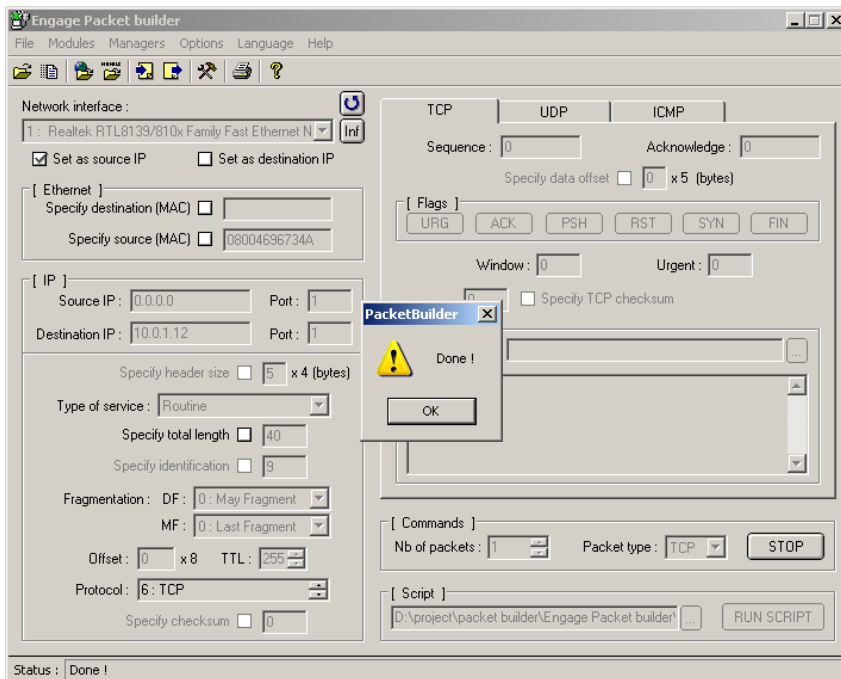 Engage Packet builder
File Modules Managers Options Language Help
Network interface :
1 : Realtek RTL8139/810x Family Fast Ethernet N
Inf
Set as source IP Set as destination IP
[ Ethernet ]
Specify destination (MAC)
Specify source (MAC) 08004696734A
[ IP ]
Source IP : 0.0.0.0 Port : 1
Destination IP : 10.0.1.12 Port : 1
Specify header size 5 x 4 (bytes)
Type of service : Routine
Specify total length 40
Specify identification 9
Fragmentation : DF : 0 : May Fragment
MF : 0 : Last Fragment
Offset : 0 x 8 TTL : 255
Protocol : 6 : TCP
Specify checksum 0
TCP UDP ICMP
Sequence : 0 Acknowledge : 0
Specify data offset 0 x 5 (bytes)
[ Flags ]
URG ACK PSH RST SYN FIN
Window : 0 Urgent : 0
Specify TCP checksum
...
PacketBuilder
Done !
OK
[ Commands ]
Nb of packets : 1 Packet type : TCP STOP
[ Script ]
D:\project\packet builder\Engage Packet builder\ ... RUN SCRIPT
Status : Done !